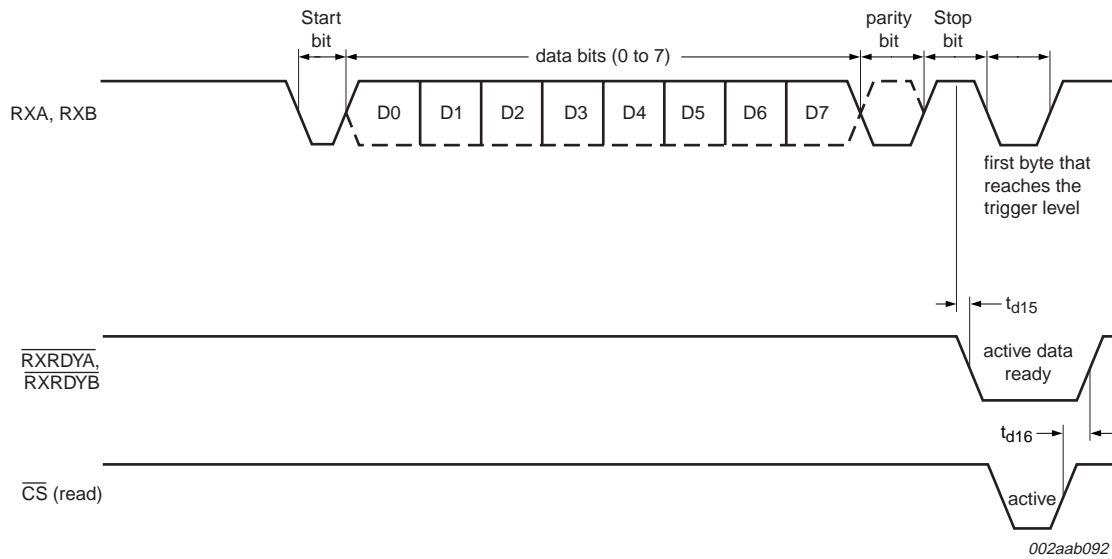 Start
bit
data bits (0 to 7)
parity
bit
Stop
bit
RXA, RXB
D0 D1 D2 D3 D4 D5 D6 D7
first byte that
reaches the
trigger level
td15
RXRDYA,
RXRDYB
active data
ready
td16
CS (read)
active
002aab092